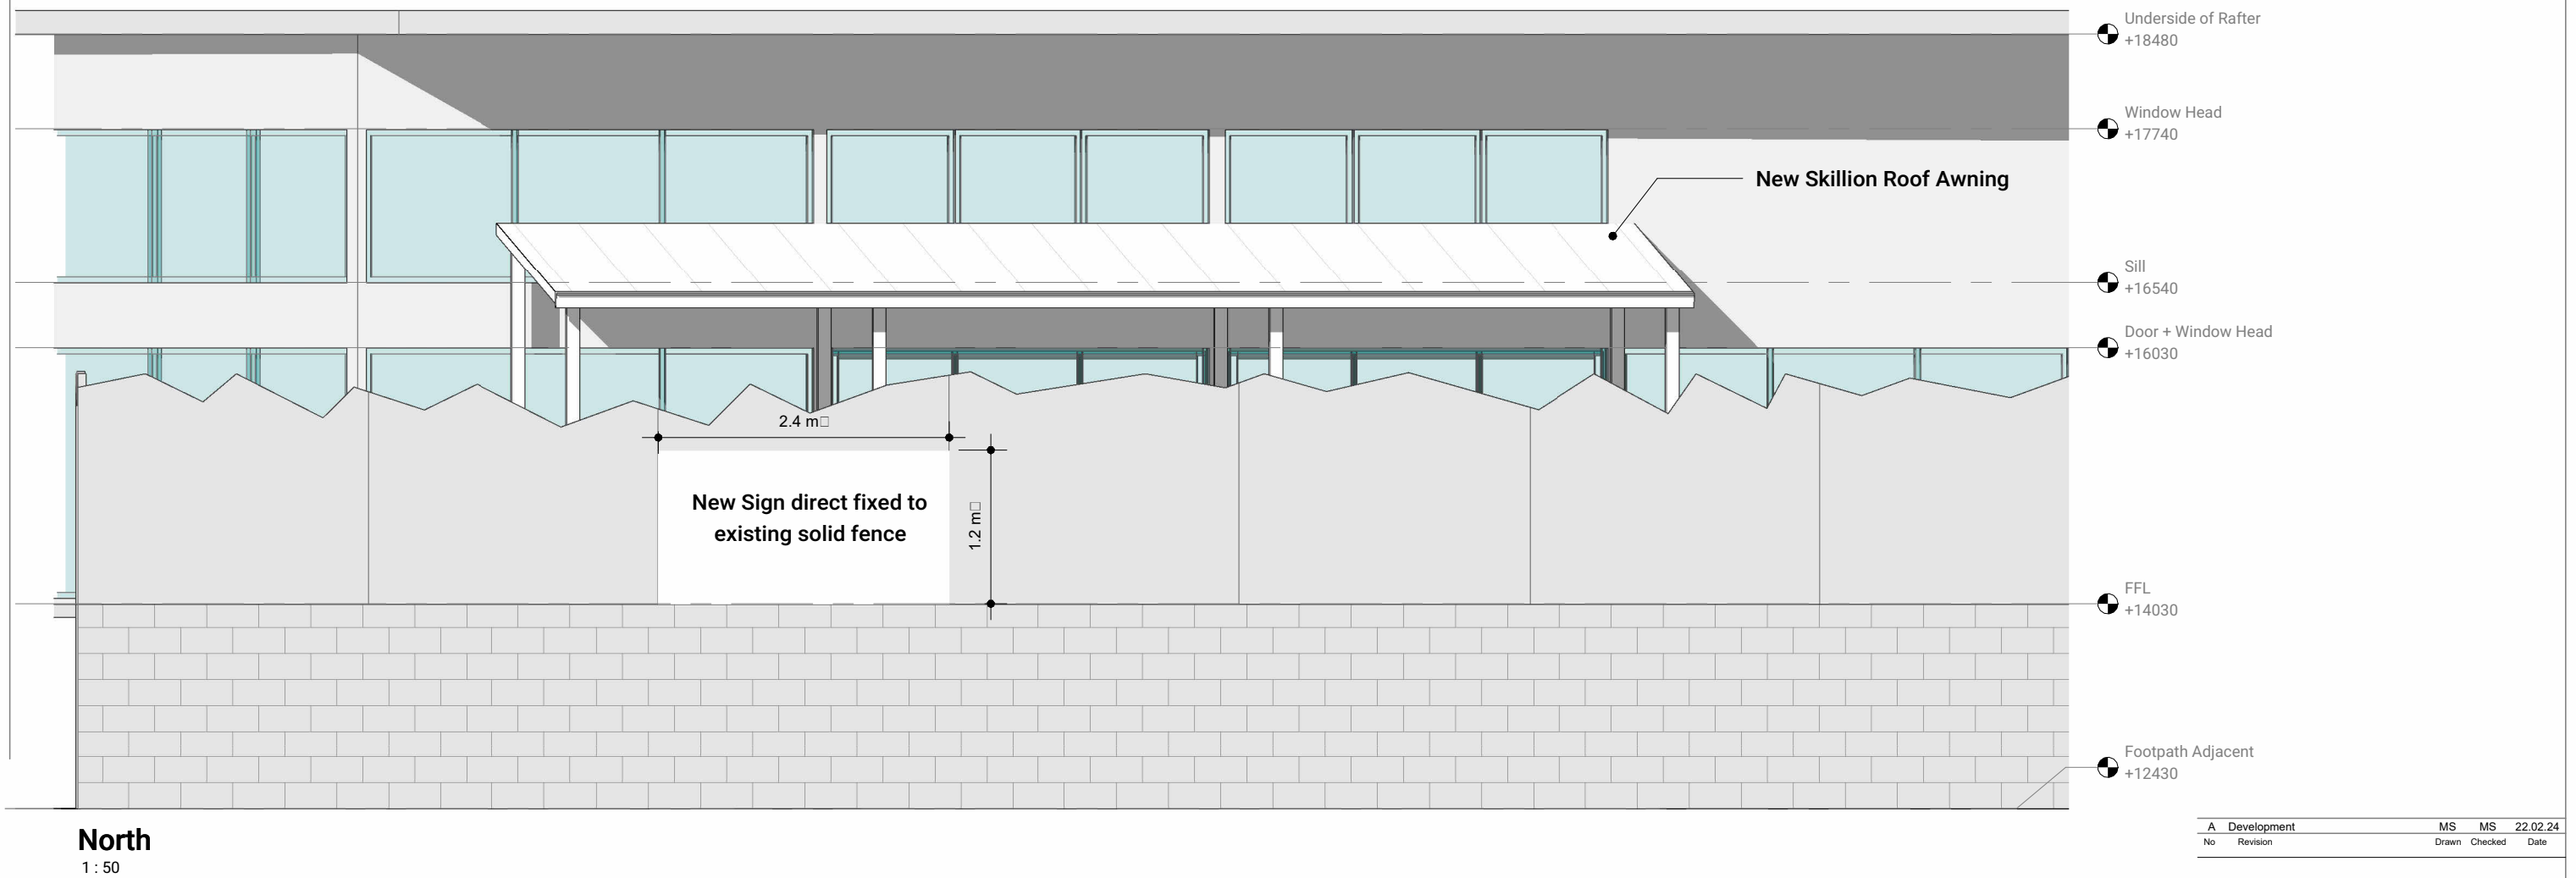 Underside of Rafter
+18480
Window Head
+17740
New Skillion Roof Awning
Sill
+16540
Door + Window Head
+16030
2.4 m□
New Sign direct fixed to
existing solid fence
1.2 m□
FFL
+14030
Footpath Adjacent
+12430
North
1 : 50
A Development MS MS 22.02.24
No Revision Drawn Checked Date